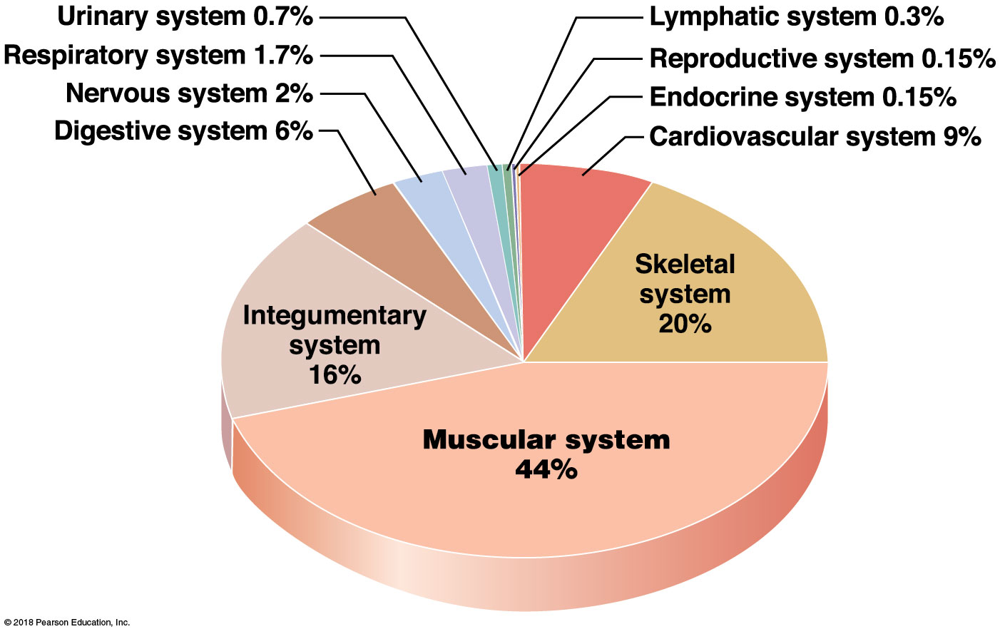 Urinary system 0.7%
Respiratory system 1.7%
Nervous system 2%
Digestive system 6%
Lymphatic system 0.3%
Reproductive system 0.15%
Endocrine system 0.15%
Cardiovascular system 9%
Skeletal
system
20%
Integumentary
system
16%
Muscular system
44%
© 2018 Pearson Education, Inc.